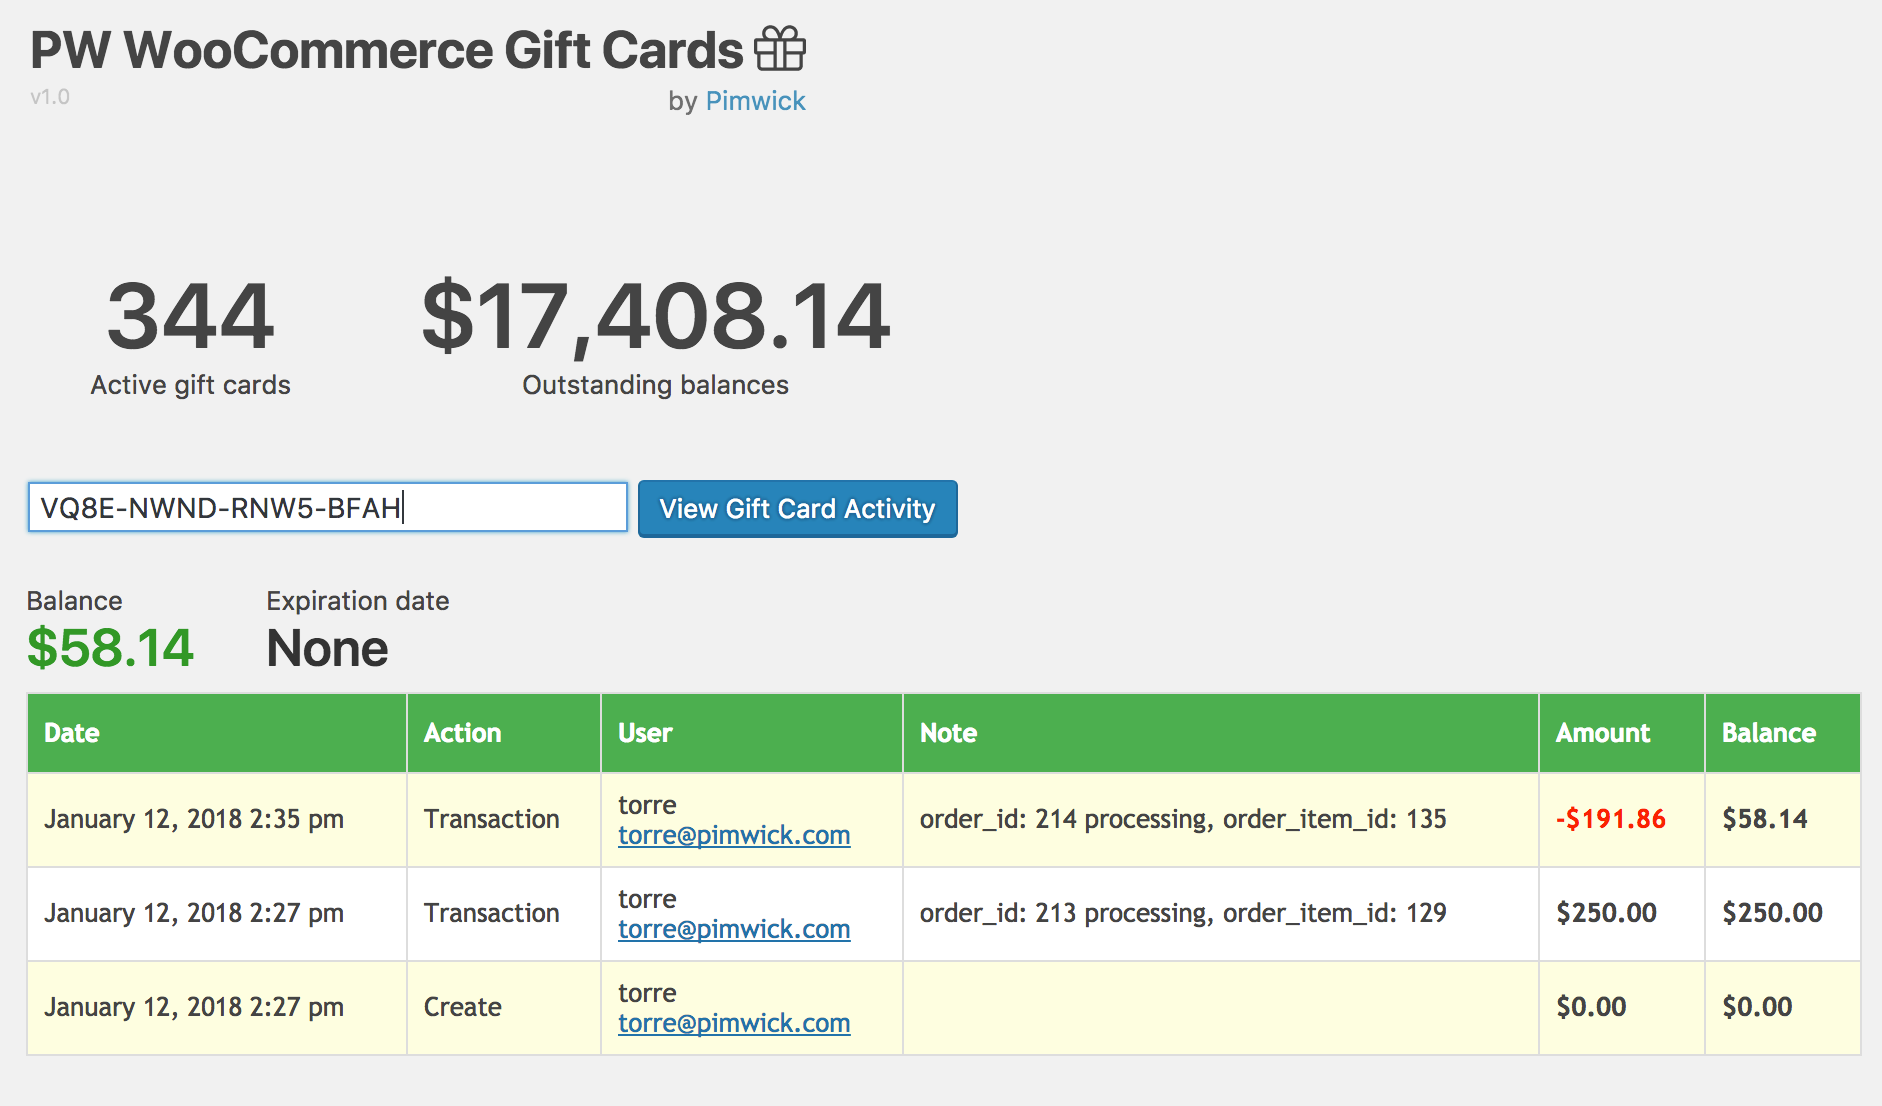 PW WooCommerce Gift Cards
v1.0
by Pimwick
344
Active gift cards
$17,408.14
Outstanding balances
VQ8E-NWND-RNW5-BFAH
View Gift Card Activity
Balance
$58.14
Expiration date
None
Date Action User Note Amount Balance
January 12, 2018 2:35 pm Transaction torre order_id: 214 processing, order_item_id: 135 -$191.86 $58.14
torre@pimwick.com
January 12, 2018 2:27 pm Transaction torre order_id: 213 processing, order_item_id: 129 $250.00 $250.00
torre@pimwick.com
January 12, 2018 2:27 pm Create torre $0.00 $0.00
torre@pimwick.com